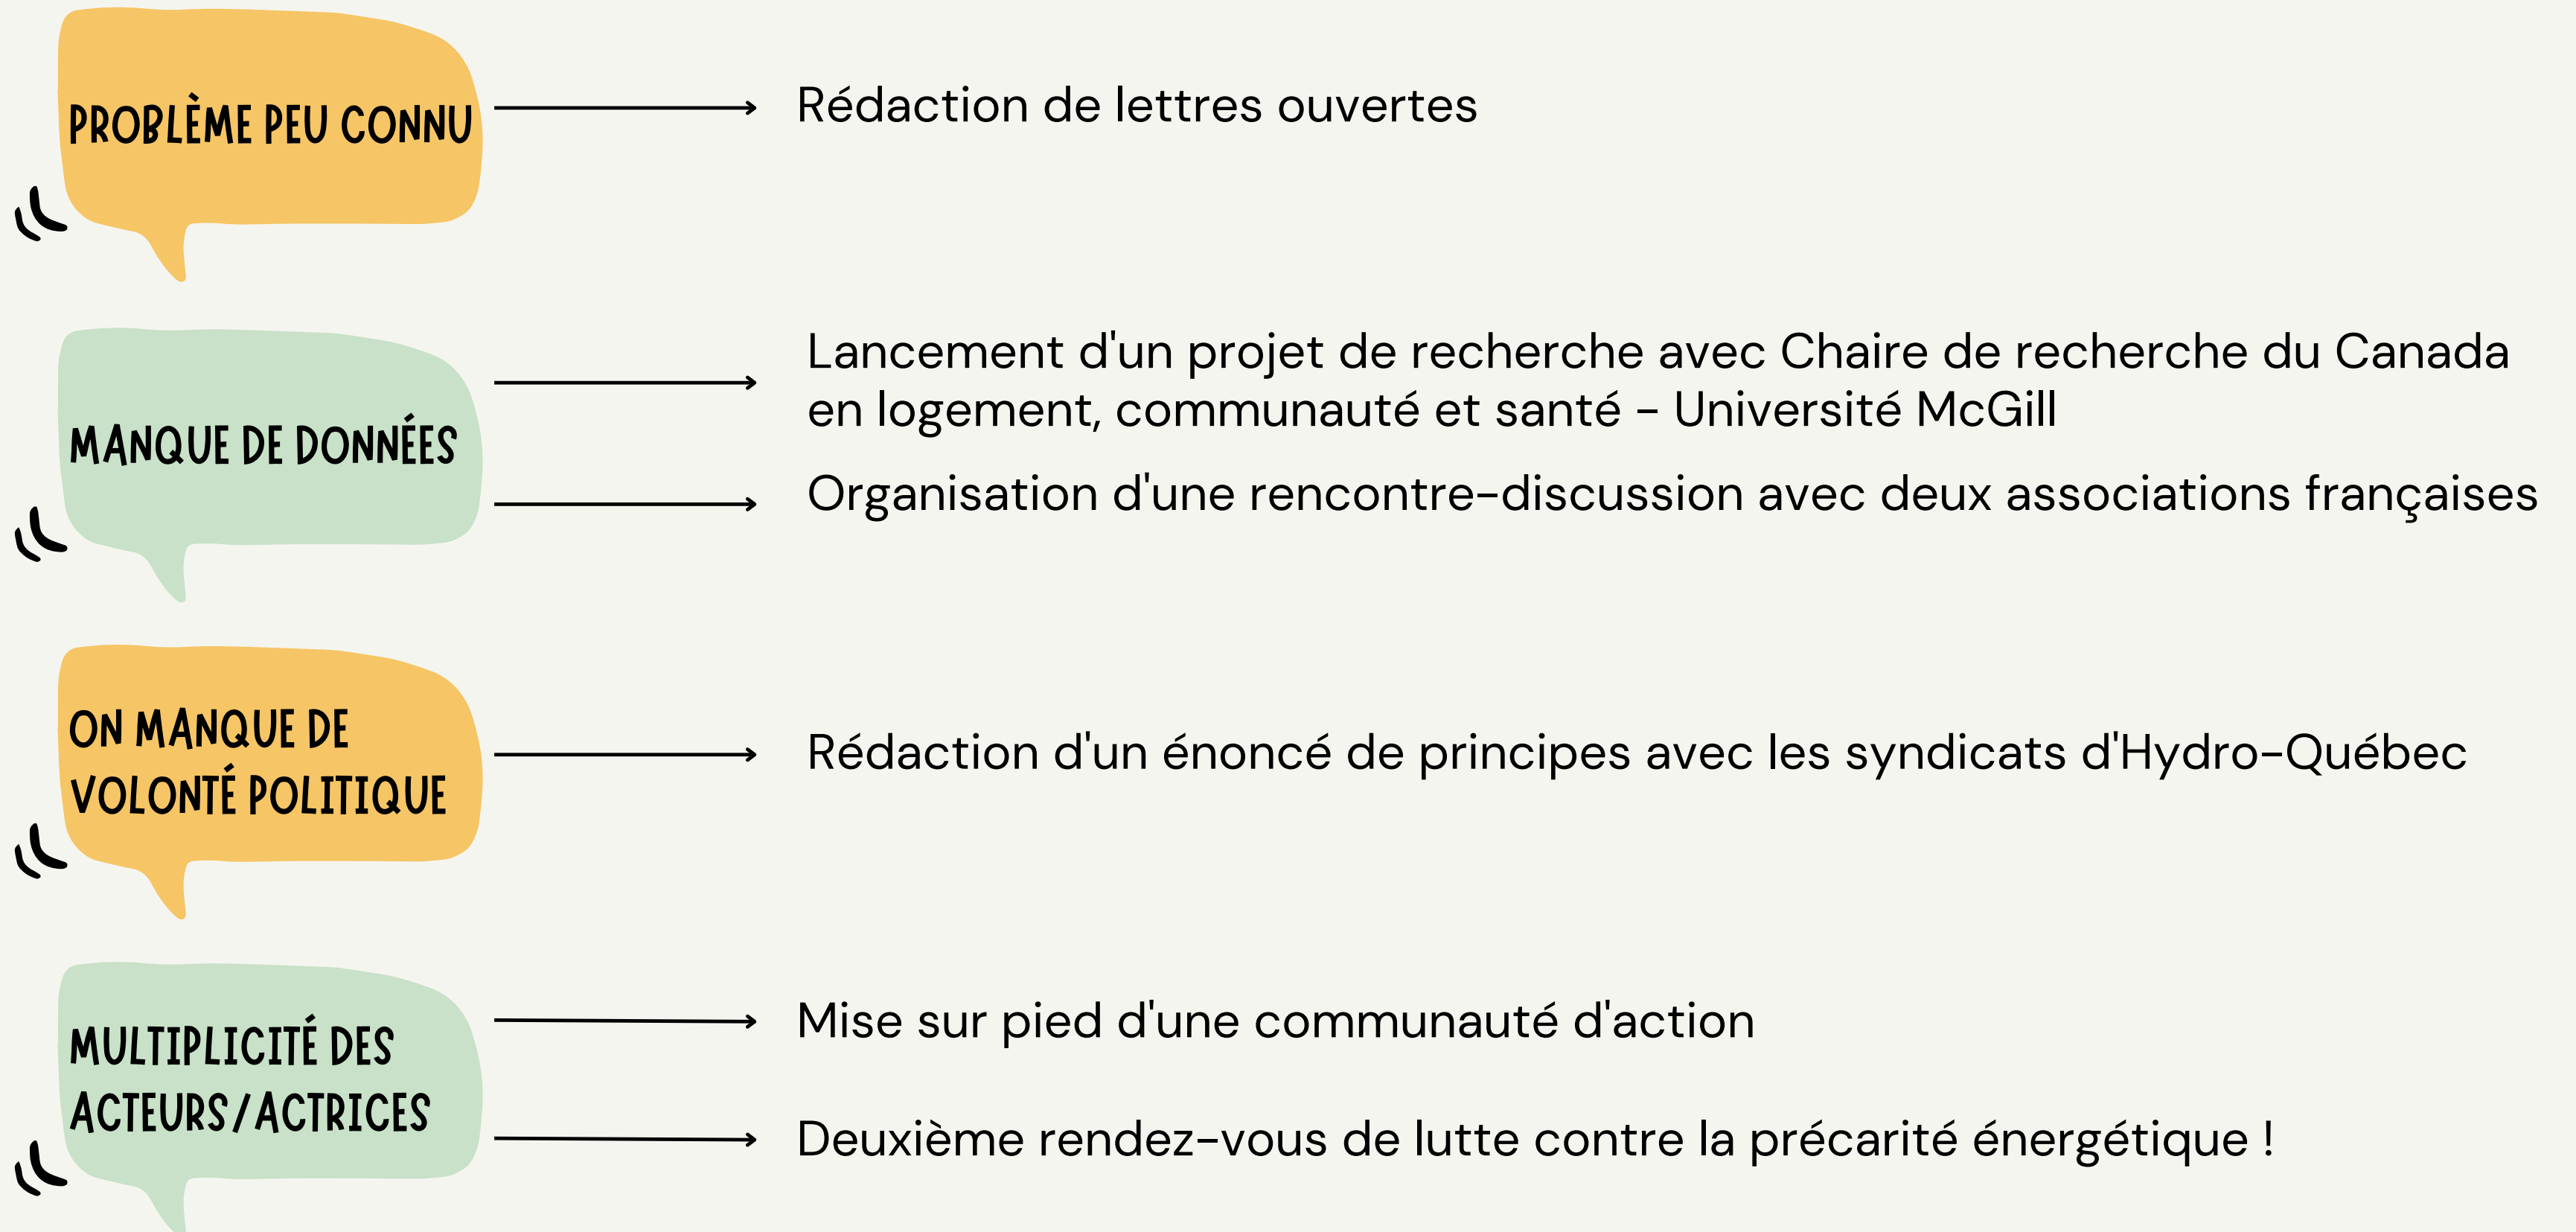 PROBLÈME PEU CONNU
Rédaction de lettres ouvertes
MANQUE DE DONNÉES
Lancement d'un projet de recherche avec Chaire de recherche du Canada
en logement, communauté et santé - Université McGill
Organisation d'une rencontre-discussion avec deux associations françaises
ON MANQUE DE
VOLONTÉ POLITIQUE
Rédaction d'un énoncé de principes avec les syndicats d'Hydro-Québec
MULTIPLICITÉ DES
ACTEURS/ACTRICES
Mise sur pied d'une communauté d'action
Deuxième rendez-vous de lutte contre la précarité énergétique !